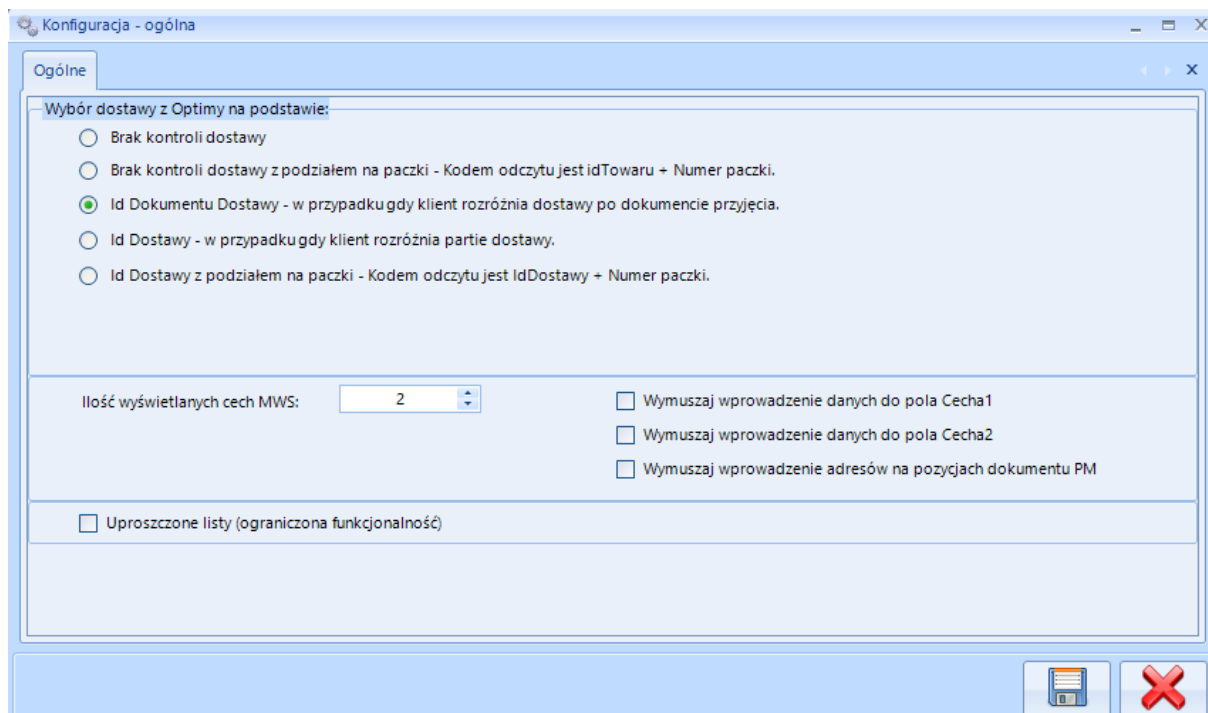 Konfiguracja - ogólna
Ogólne
Wybór dostawy z Optimy na podstawie:
Brak kontroli dostawy
Brak kontroli dostawy z podziałem na paczki - Kodem odczytu jest idTowaru + Numer paczki.
Id Dokumentu Dostawy - w przypadku gdy klient rozróżnia dostawy po dokumencie przyjęcia.
Id Dostawy - w przypadku gdy klient rozróżnia partie dostawy.
Id Dostawy z podziałem na paczki - Kodem odczytu jest IdDostawy + Numer paczki.
Ilość wyświetlanych cech MWS: 2
Wymuszaj wprowadzenie danych do pola Cecha1
Wymuszaj wprowadzenie danych do pola Cecha2
Wymuszaj wprowadzenie adresów na pozycjach dokumentu PM
Uproszczone listy (ograniczona funkcjonalność)